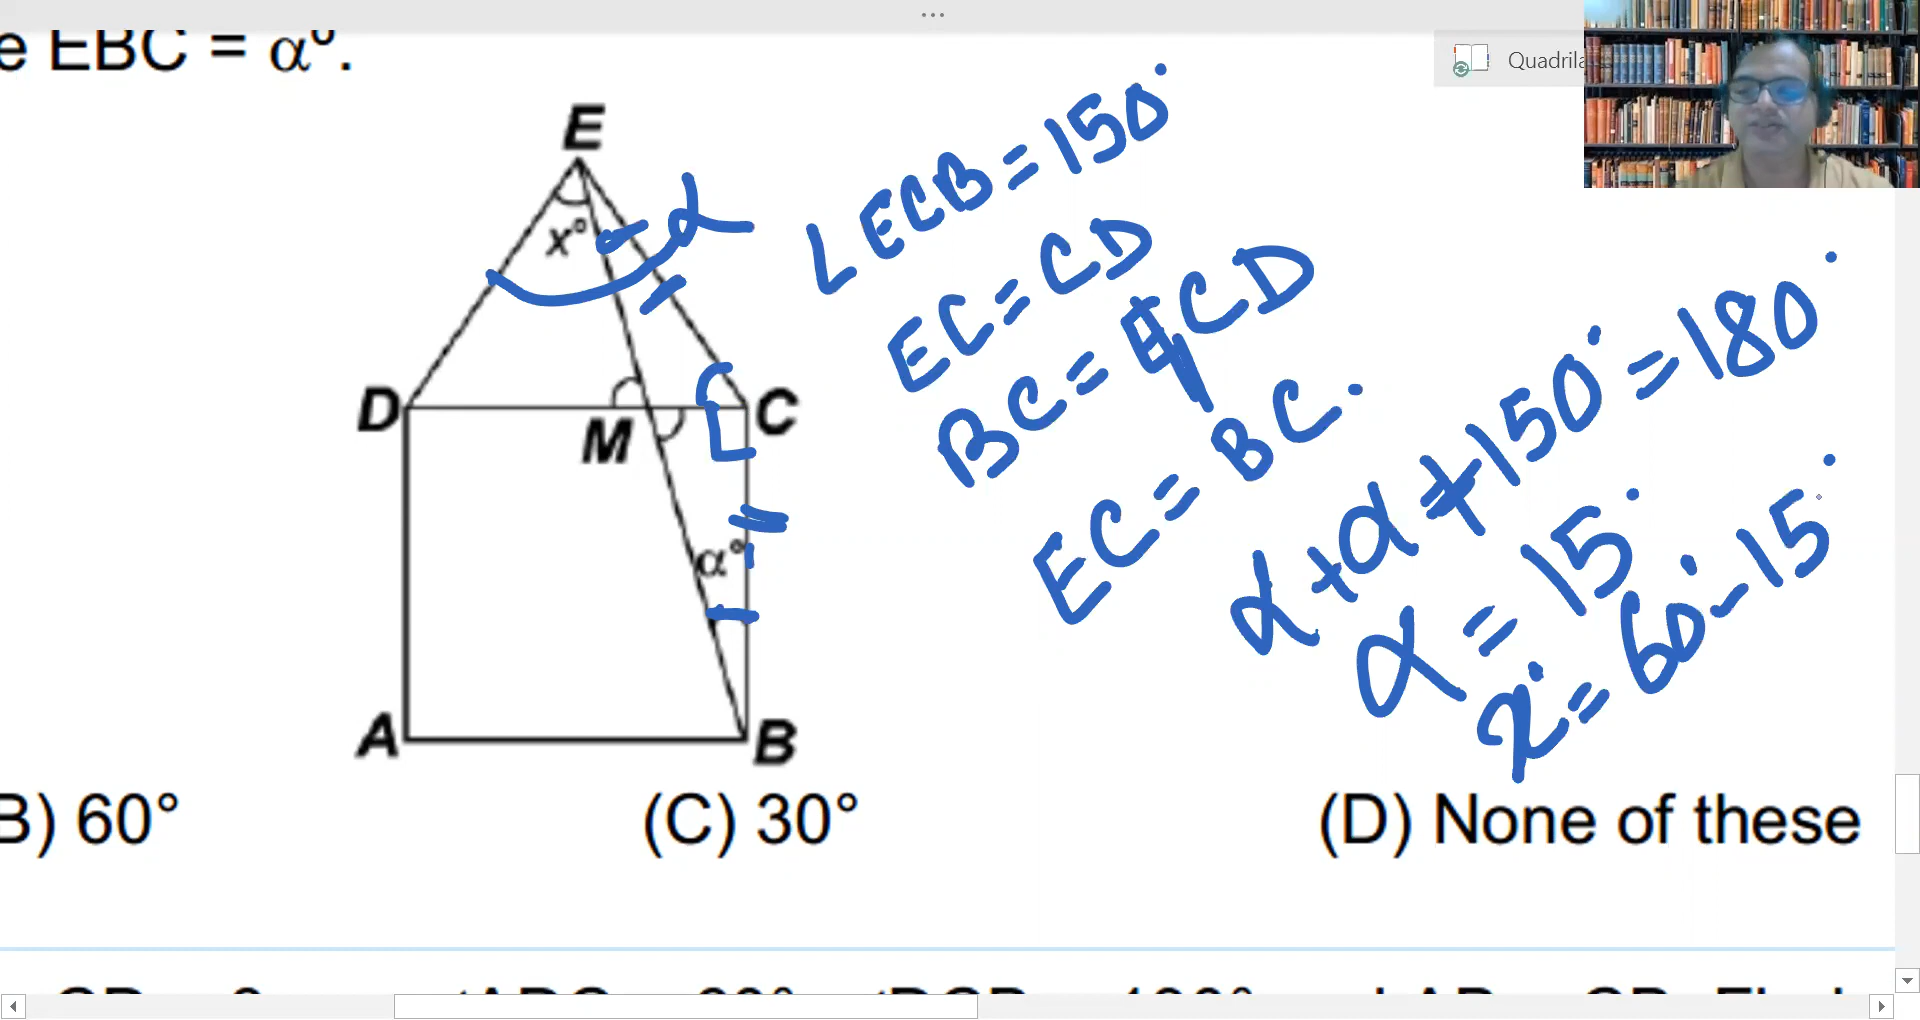 ...
Quadrila
e EBC = α°.
E
x°
α
∠ECB = 150°
EC = CD
BC = CD
EC = BC.
α + α + 150° = 180°
α = 15°
x° = 60° - 15°
D
M
C
α°
A
B
B) 60°
(C) 30°
(D) None of these